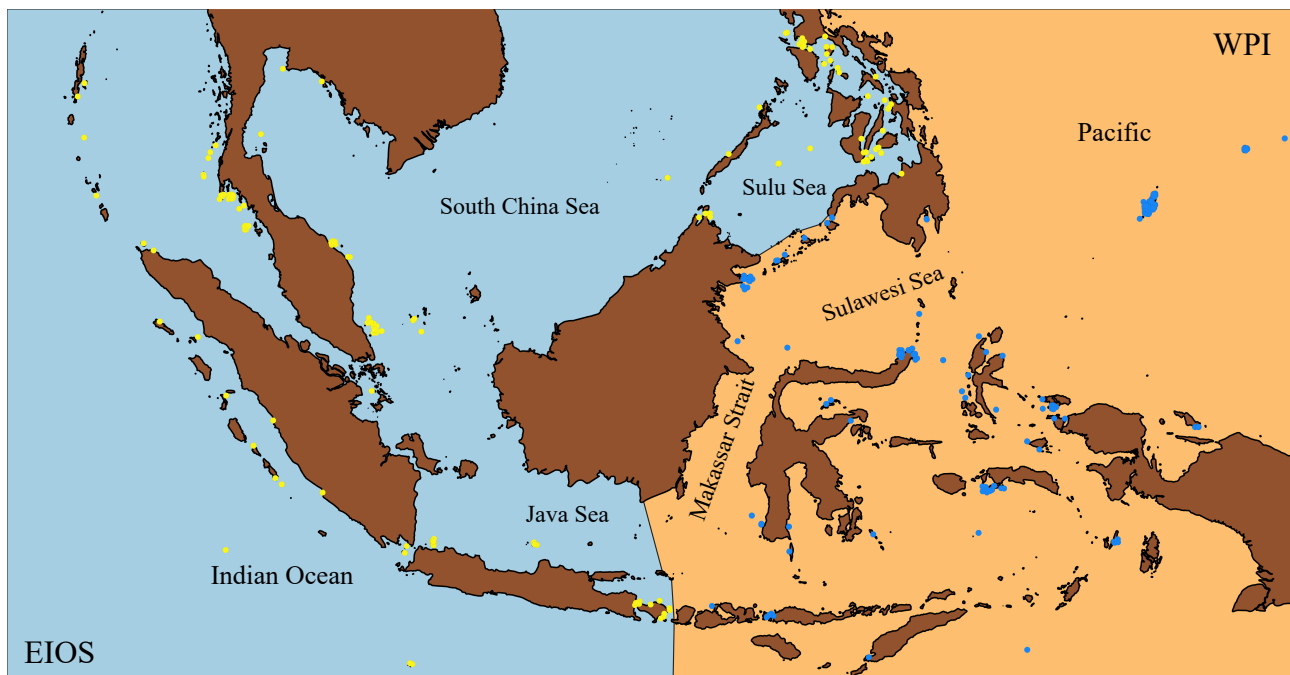 WPI
Pacific
Sulu Sea
South China Sea
Sulawesi Sea
Makassar Strait
Java Sea
Indian Ocean
EIOS